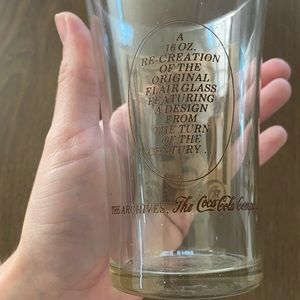 A
16 OZ.
RE-CREATION
OF THE
ORIGINAL
FLAIR GLASS
FEATURING
A DESIGN
FROM
THE TURN
OF THE
CENTURY ...
THE ARCHIVES, The Coca-Cola